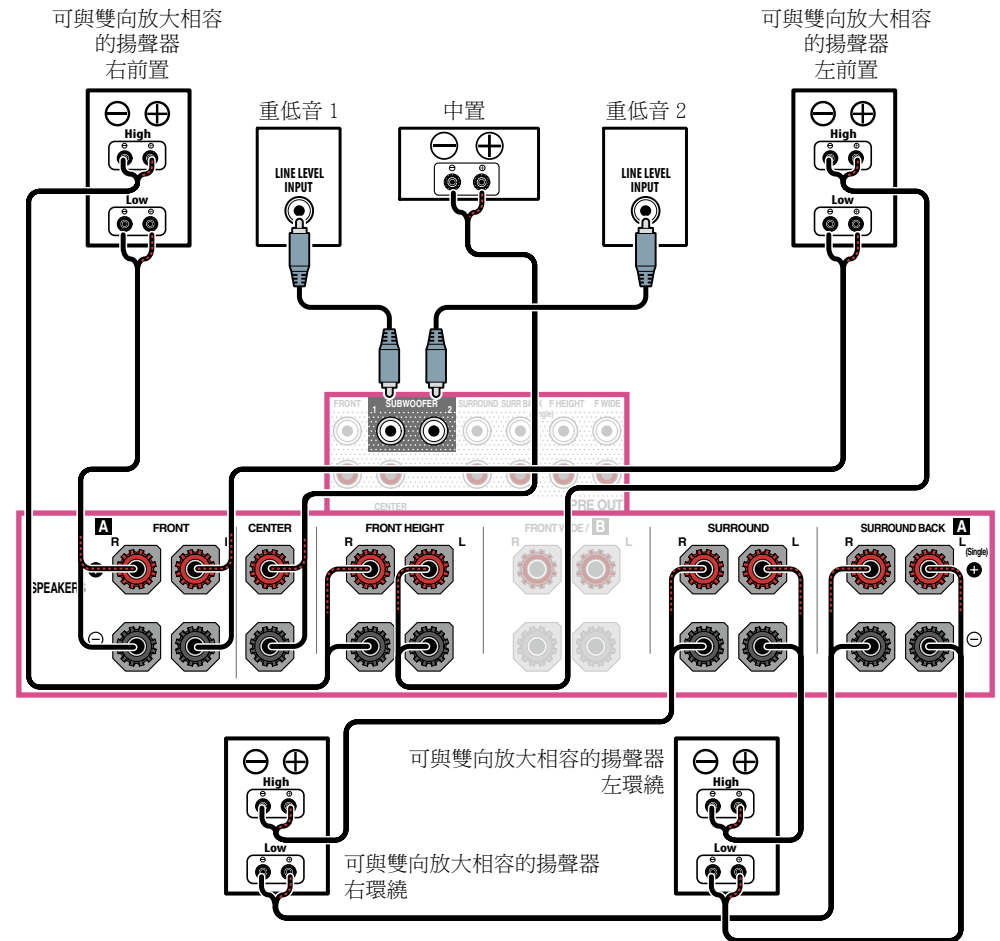 可與雙向放大相容
的揚聲器
右前置
可與雙向放大相容
的揚聲器
左前置
重低音 1
中置
重低音 2
High
Low
LINE LEVEL
INPUT
LINE LEVEL
INPUT
High
Low
FRONT
SUBWOOFER
1
2
SURROUND
SURR BACK
(Single)
F HEIGHT
F WIDE
CENTER
PRE OUT
A
FRONT
R
L
CENTER
FRONT HEIGHT
R
L
FRONT WIDE / B
R
L
SURROUND
R
L
SURROUND BACK
A
R
L
(Single)
SPEAKERS
High
Low
可與雙向放大相容的揚聲器
左環繞
High
Low
可與雙向放大相容的揚聲器
右環繞